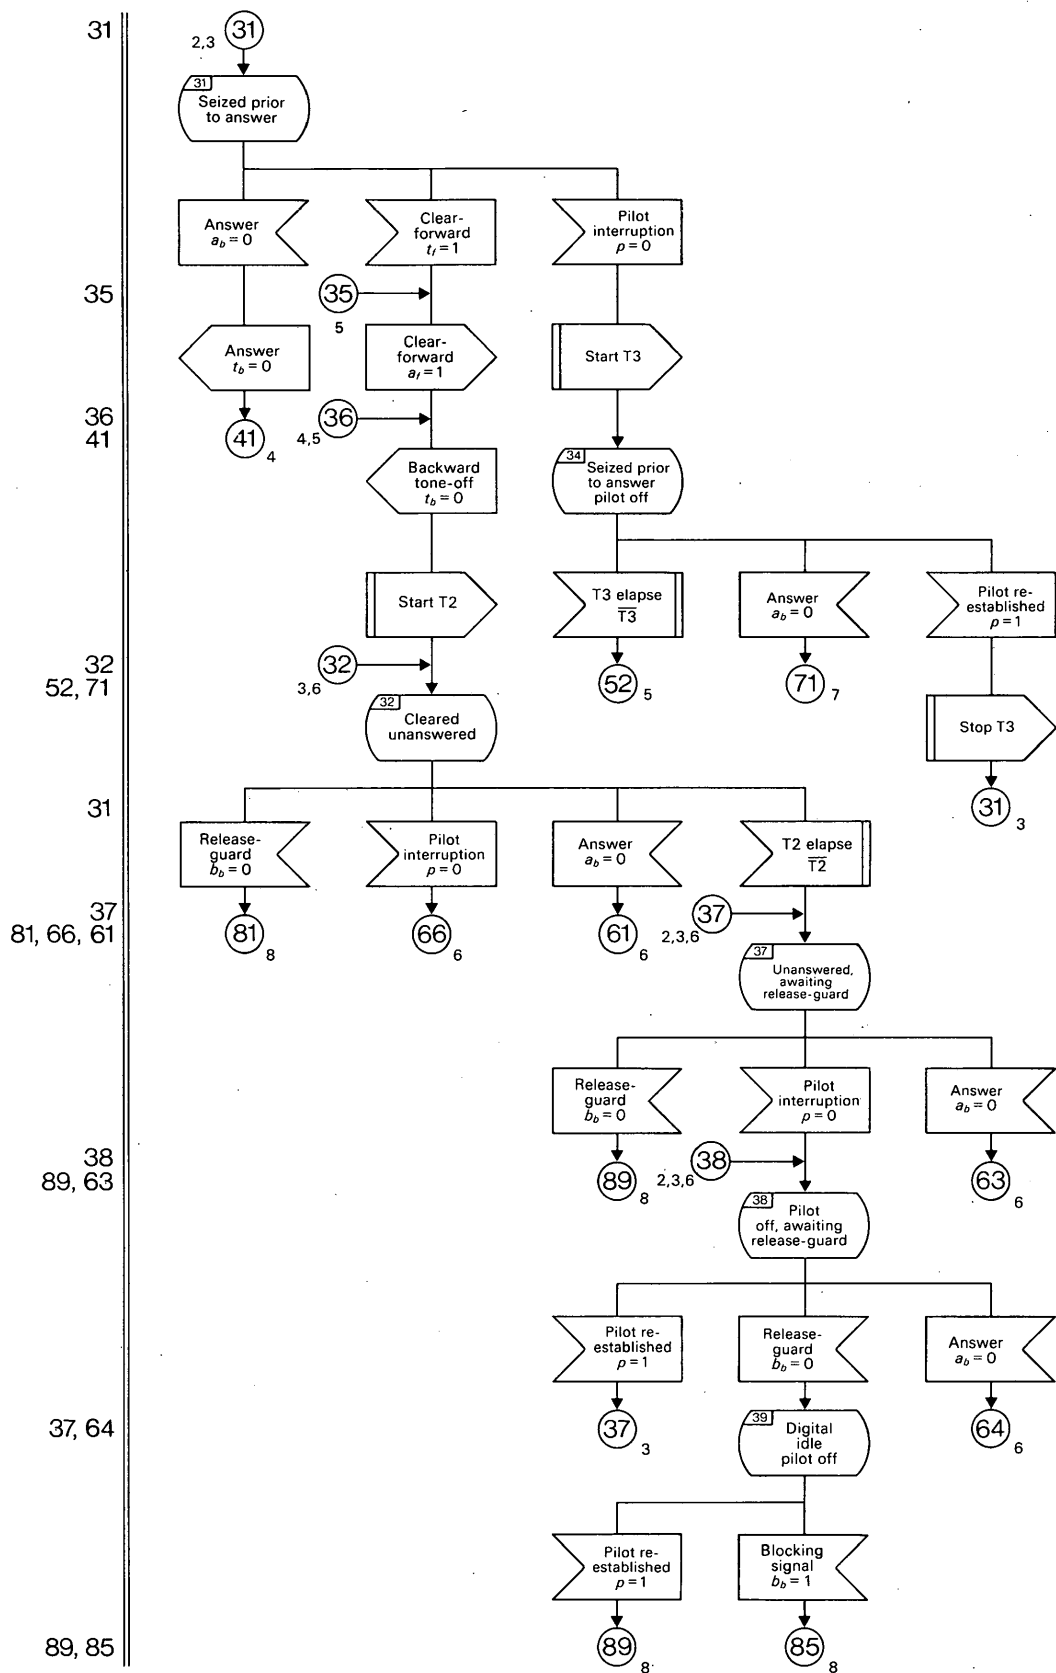 31
31
2,3
31
Seized prior
to answer
Answer
a_b = 0
Clear-
forward
t_f = 1
Pilot
interruption
p = 0
35
35
5
Answer
t_b = 0
Clear-
forward
a_f = 1
Start T3
36
41
36
4,5
41
4
Backward
tone-off
t_b = 0
34
Seized prior
to answer
pilot off
Start T2
T3 elapse
T̅3̅
Answer
a_b = 0
Pilot re-
established
p = 1
32
52, 71
32
3,6
52
5
71
7
32
Cleared
unanswered
Stop T3
31
31
3
Release-
guard
b_b = 0
Pilot
interruption
p = 0
Answer
a_b = 0
T2 elapse
T̅2̅
37
81, 66, 61
81
8
66
6
61
6
37
2,3,6
37
Unanswered,
awaiting
release-guard
Release-
guard
b_b = 0
Pilot
interruption
p = 0
Answer
a_b = 0
38
89, 63
89
8
38
2,3,6
63
6
38
Pilot
off, awaiting
release-guard
Pilot re-
established
p = 1
Release-
guard
b_b = 0
Answer
a_b = 0
37, 64
37
3
39
Digital
idle
pilot off
64
6
Pilot re-
established
p = 1
Blocking
signal
b_b = 1
89, 85
89
8
85
8